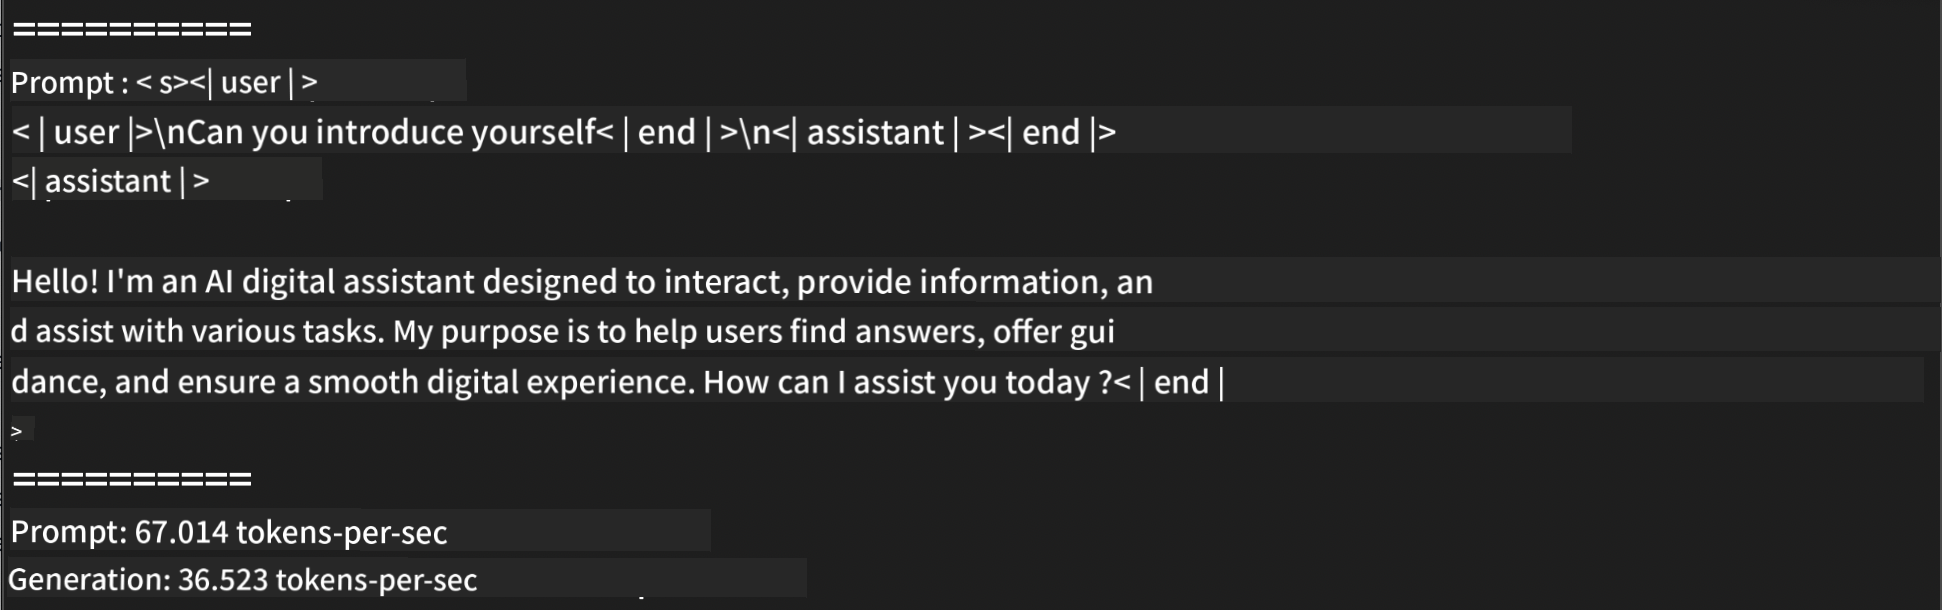 ==========
Prompt : < s><| user | >
< | user |>\nCan you introduce yourself< | end | >\n<| assistant | ><| end |>
<| assistant | >
Hello! I'm an AI digital assistant designed to interact, provide information, an
d assist with various tasks. My purpose is to help users find answers, offer gui
dance, and ensure a smooth digital experience. How can I assist you today ?< | end |
>
==========
Prompt: 67.014 tokens-per-sec
Generation: 36.523 tokens-per-sec